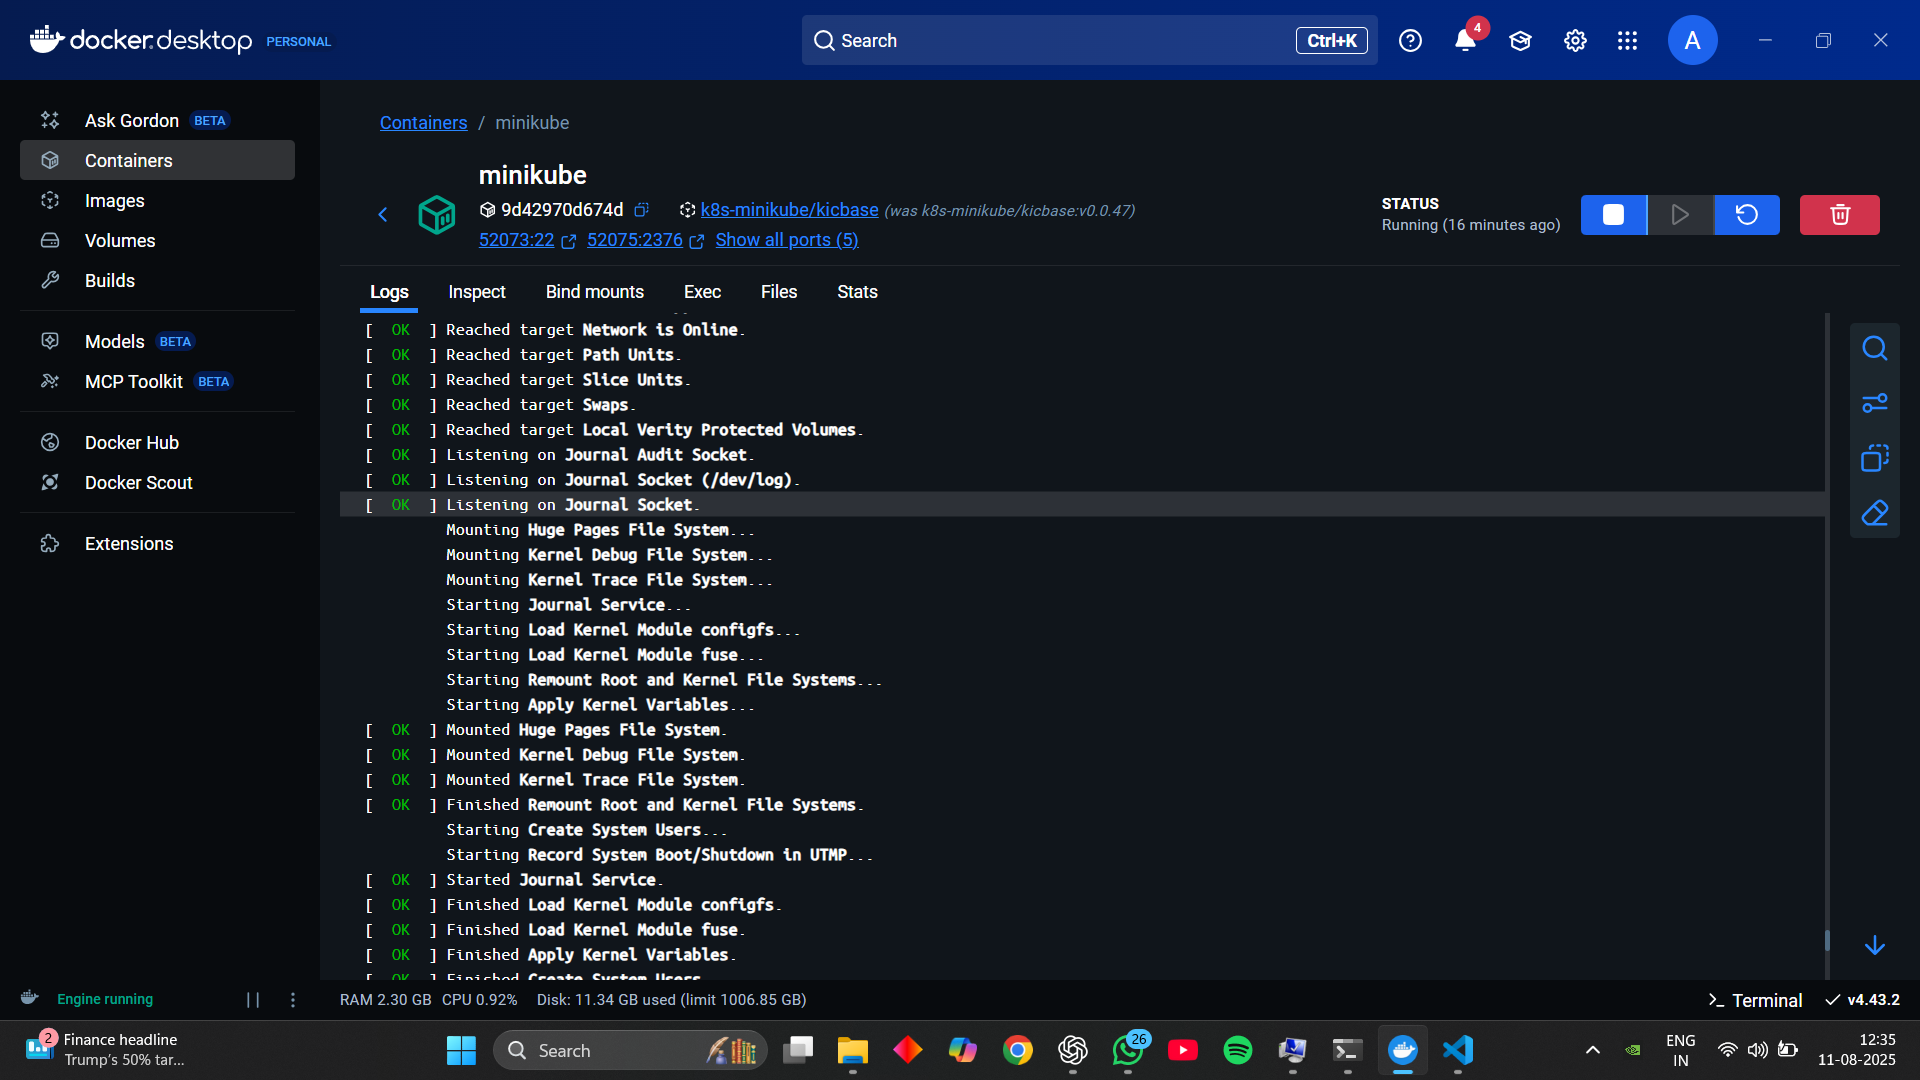 docker.desktop PERSONAL
Search Ctrl+K
4
A
Ask Gordon BETA
Containers
Images
Volumes
Builds
Models BETA
MCP Toolkit BETA
Docker Hub
Docker Scout
Extensions
Containers / minikube
minikube
9d42970d674d k8s-minikube/kicbase (was k8s-minikube/kicbase:v0.0.47)
52073:22 52075:2376 Show all ports (5)
STATUS
Running (16 minutes ago)
Logs Inspect Bind mounts Exec Files Stats
[ OK ] Reached target Network is Online.
[ OK ] Reached target Path Units.
[ OK ] Reached target Slice Units.
[ OK ] Reached target Swaps.
[ OK ] Reached target Local Verity Protected Volumes.
[ OK ] Listening on Journal Audit Socket.
[ OK ] Listening on Journal Socket (/dev/log).
[ OK ] Listening on Journal Socket.
Mounting Huge Pages File System...
Mounting Kernel Debug File System...
Mounting Kernel Trace File System...
Starting Journal Service...
Starting Load Kernel Module configfs...
Starting Load Kernel Module fuse...
Starting Remount Root and Kernel File Systems...
Starting Apply Kernel Variables...
[ OK ] Mounted Huge Pages File System.
[ OK ] Mounted Kernel Debug File System.
[ OK ] Mounted Kernel Trace File System.
[ OK ] Finished Remount Root and Kernel File Systems.
Starting Create System Users...
Starting Record System Boot/Shutdown in UTMP...
[ OK ] Started Journal Service.
[ OK ] Finished Load Kernel Module configfs.
[ OK ] Finished Load Kernel Module fuse.
[ OK ] Finished Apply Kernel Variables.
[ OK ] Finished Create System Users.
Engine running
RAM 2.30 GB CPU 0.92% Disk: 11.34 GB used (limit 1006.85 GB)
Terminal v4.43.2
2
Finance headline
Trump's 50% tar...
Search
26
ENG
IN
12:35
11-08-2025